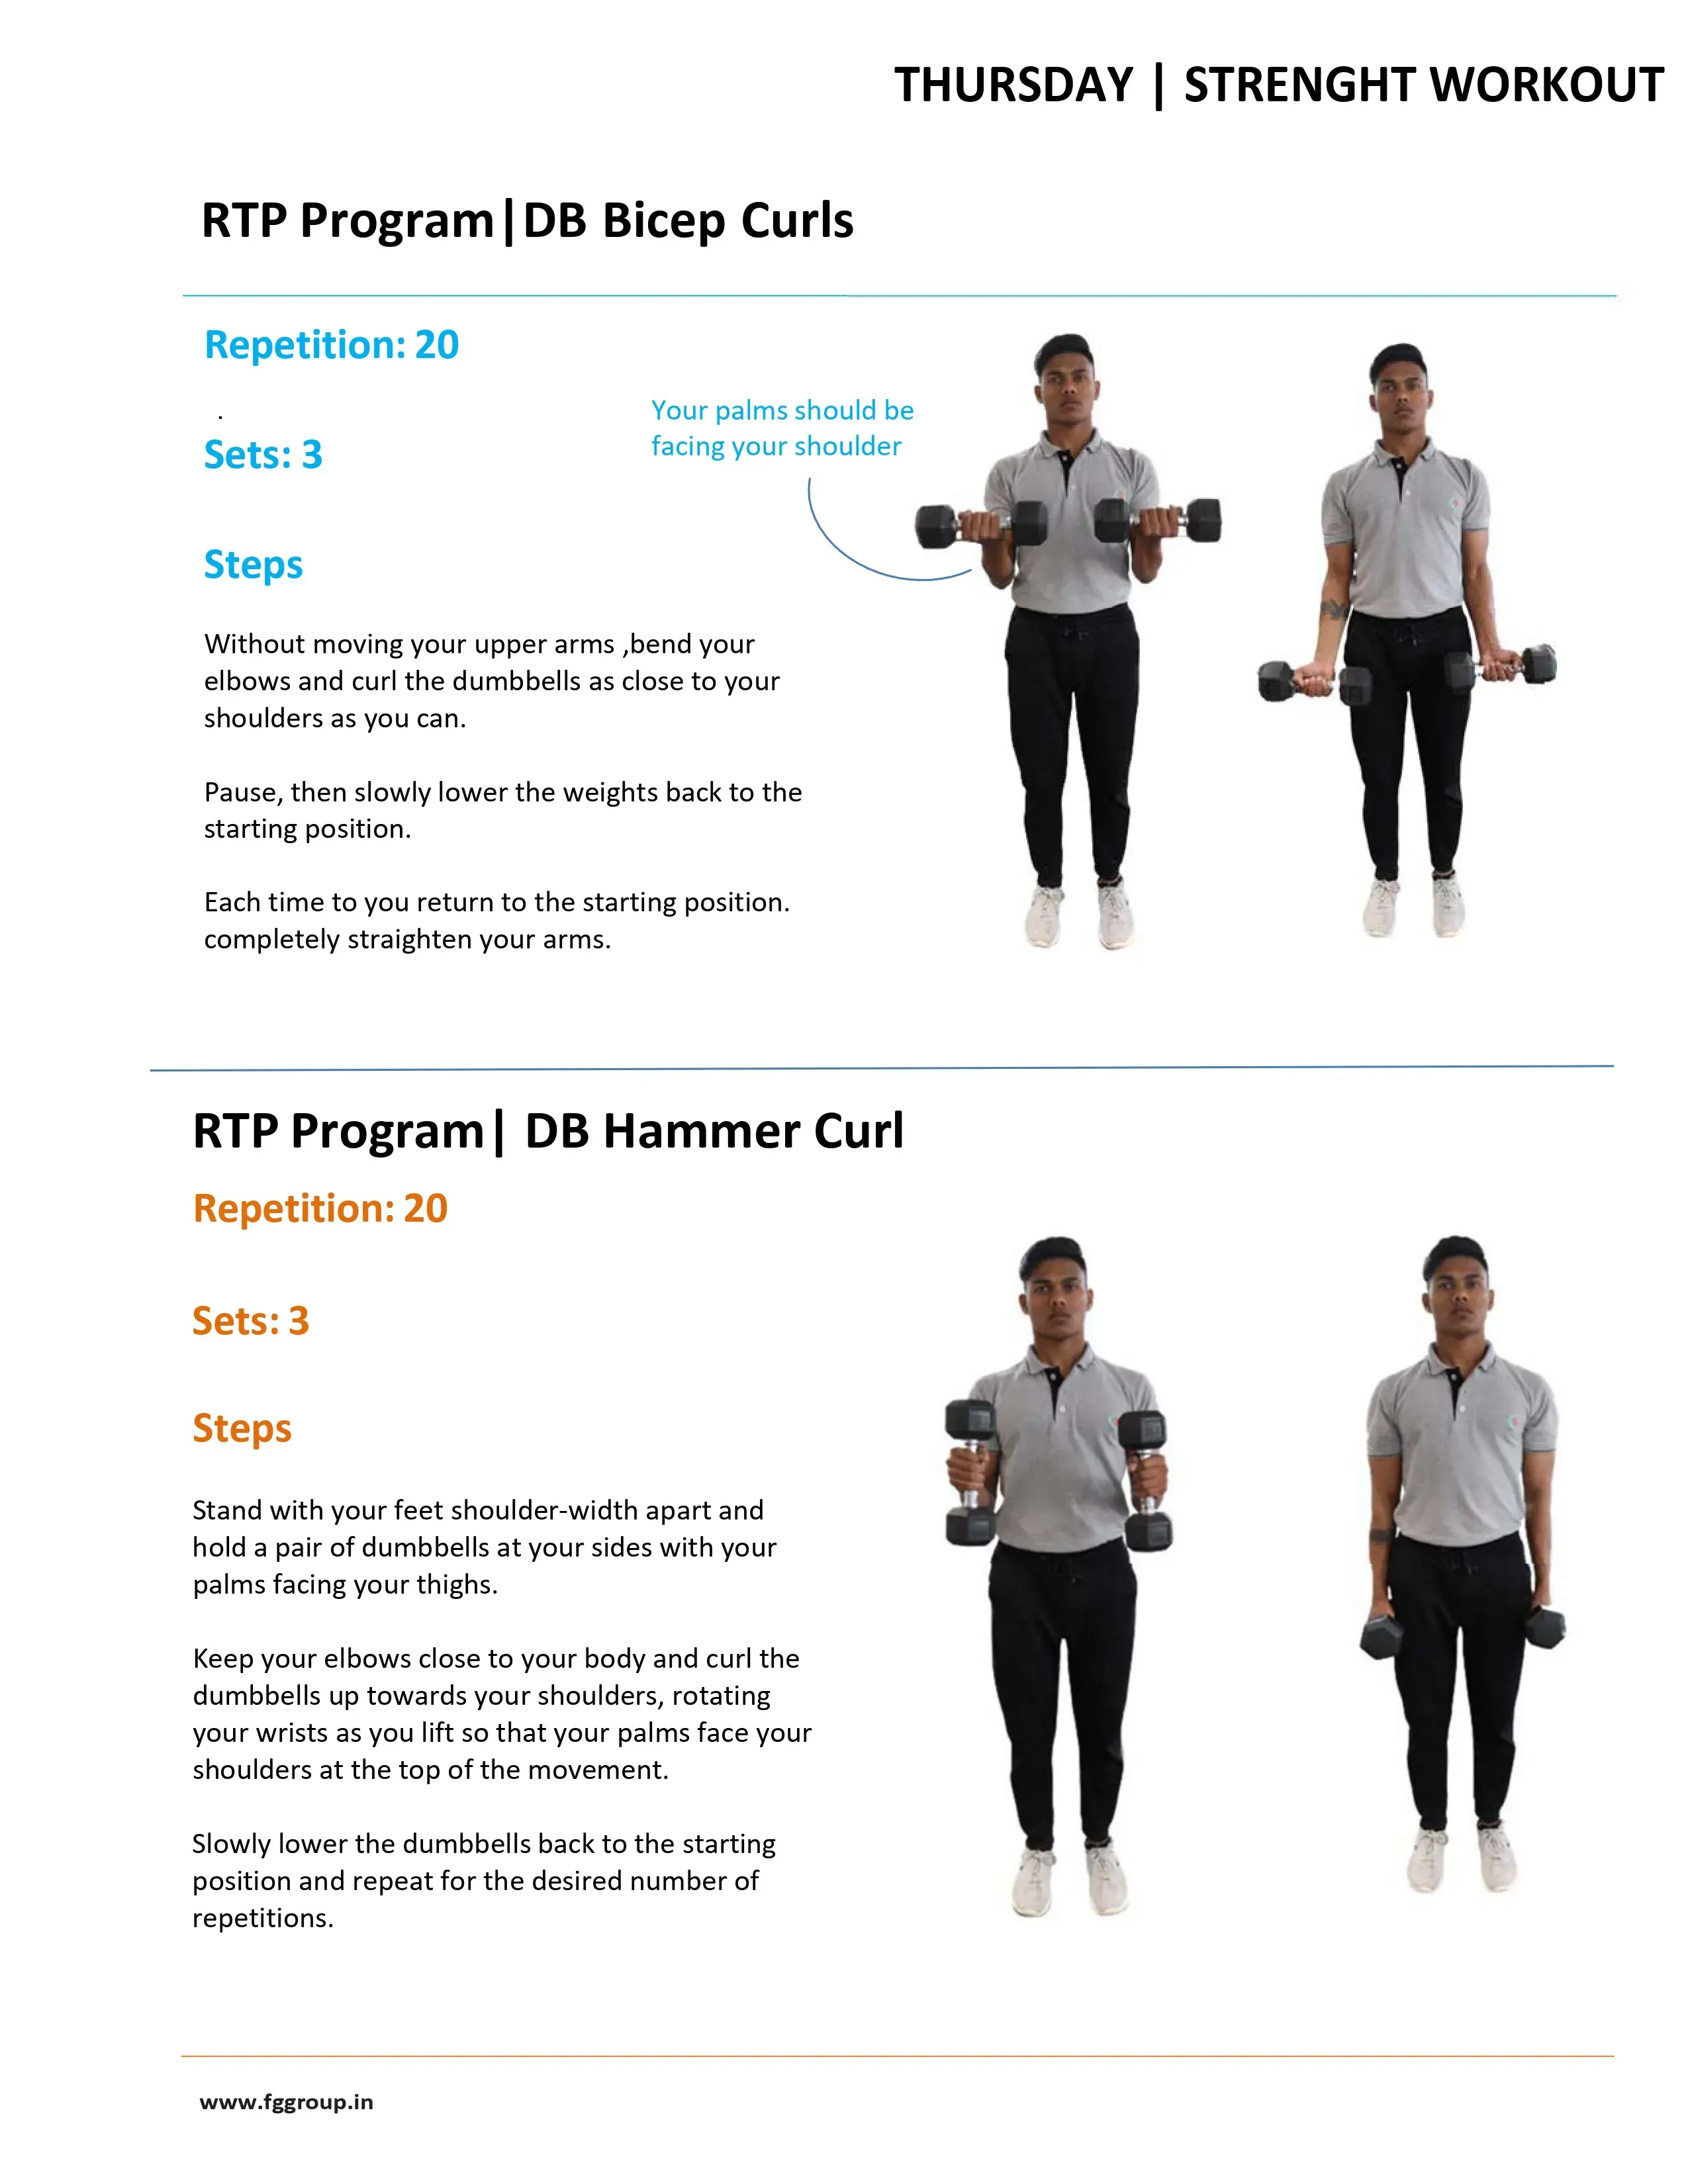 THURSDAY | STRENGHT WORKOUT
RTP Program|DB Bicep Curls
Repetition: 20
.
Sets: 3
Your palms should be
facing your shoulder
Steps
Without moving your upper arms ,bend your
elbows and curl the dumbbells as close to your
shoulders as you can.
Pause, then slowly lower the weights back to the
starting position.
Each time to you return to the starting position.
completely straighten your arms.
RTP Program| DB Hammer Curl
Repetition: 20
Sets: 3
Steps
Stand with your feet shoulder-width apart and
hold a pair of dumbbells at your sides with your
palms facing your thighs.
Keep your elbows close to your body and curl the
dumbbells up towards your shoulders, rotating
your wrists as you lift so that your palms face your
shoulders at the top of the movement.
Slowly lower the dumbbells back to the starting
position and repeat for the desired number of
repetitions.
www.fggroup.in